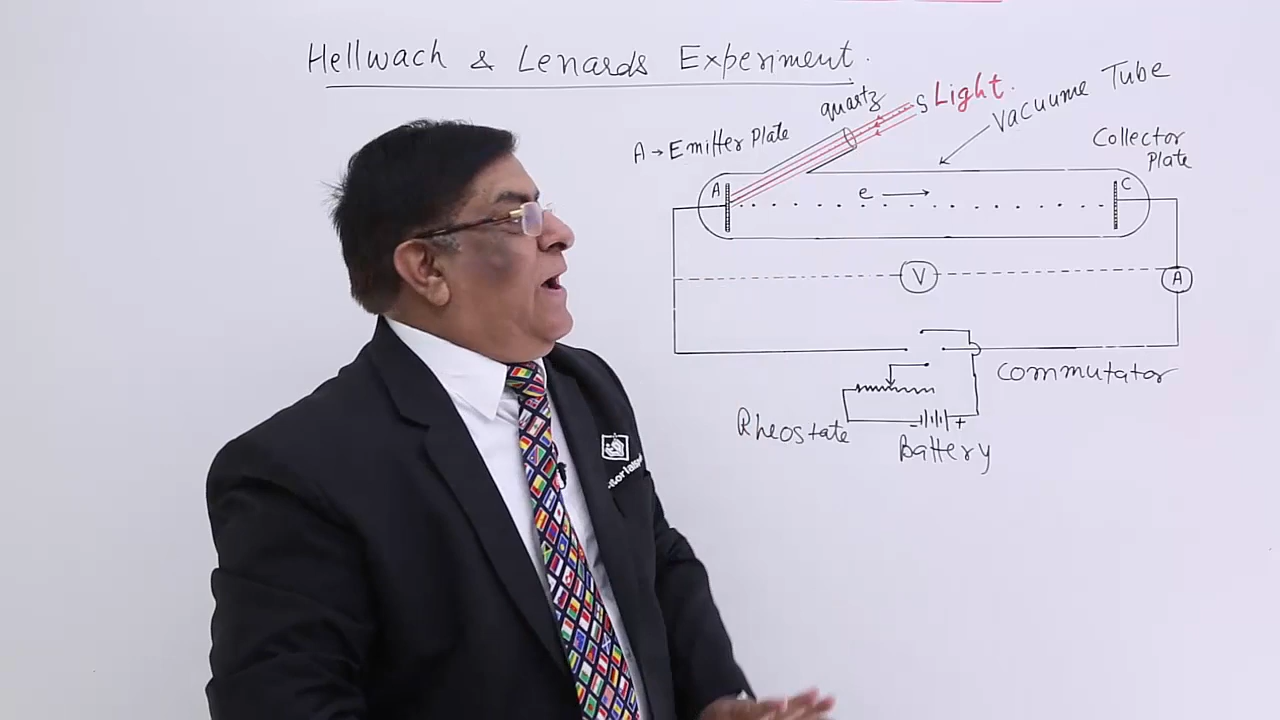 Hellwach & Lenards Experiment.
quartz
S Light.
Vacuume Tube
A → Emitter Plate
Collector
Plate
A
e →
C
V
A
Commutator
Rheostate
- +
Battery